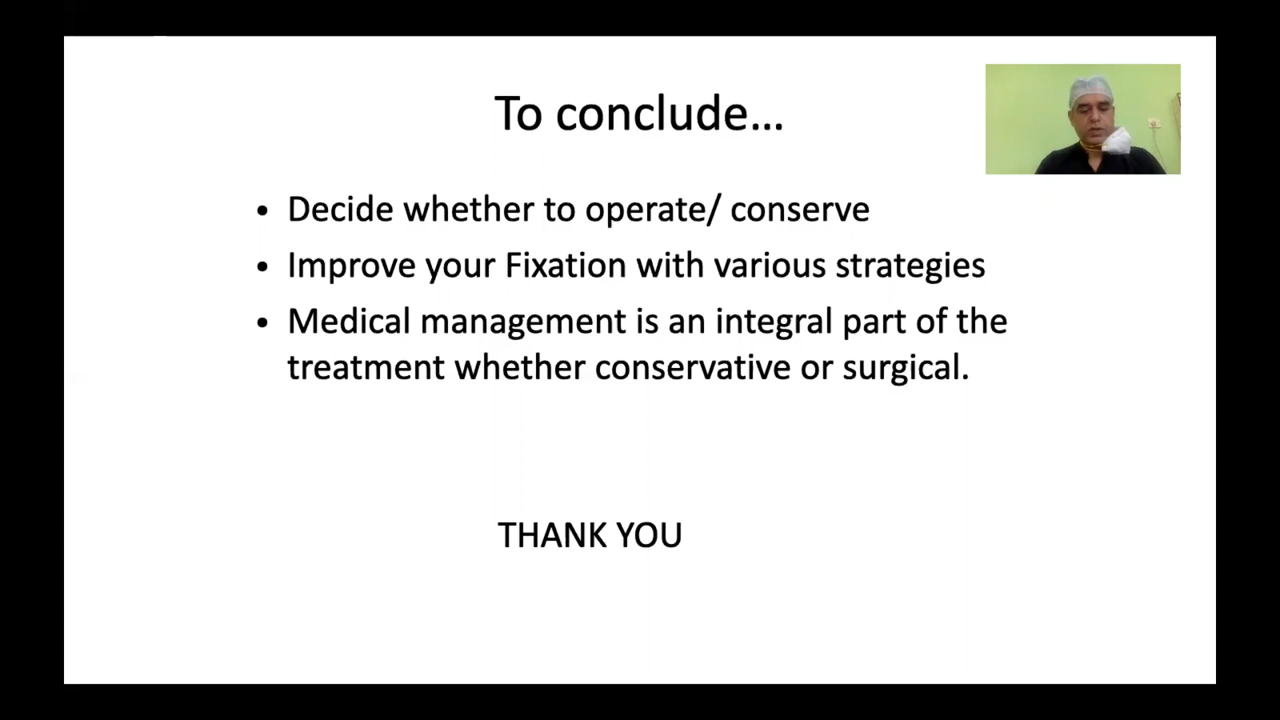 To conclude...
• Decide whether to operate/ conserve
• Improve your Fixation with various strategies
• Medical management is an integral part of the
treatment whether conservative or surgical.
THANK YOU